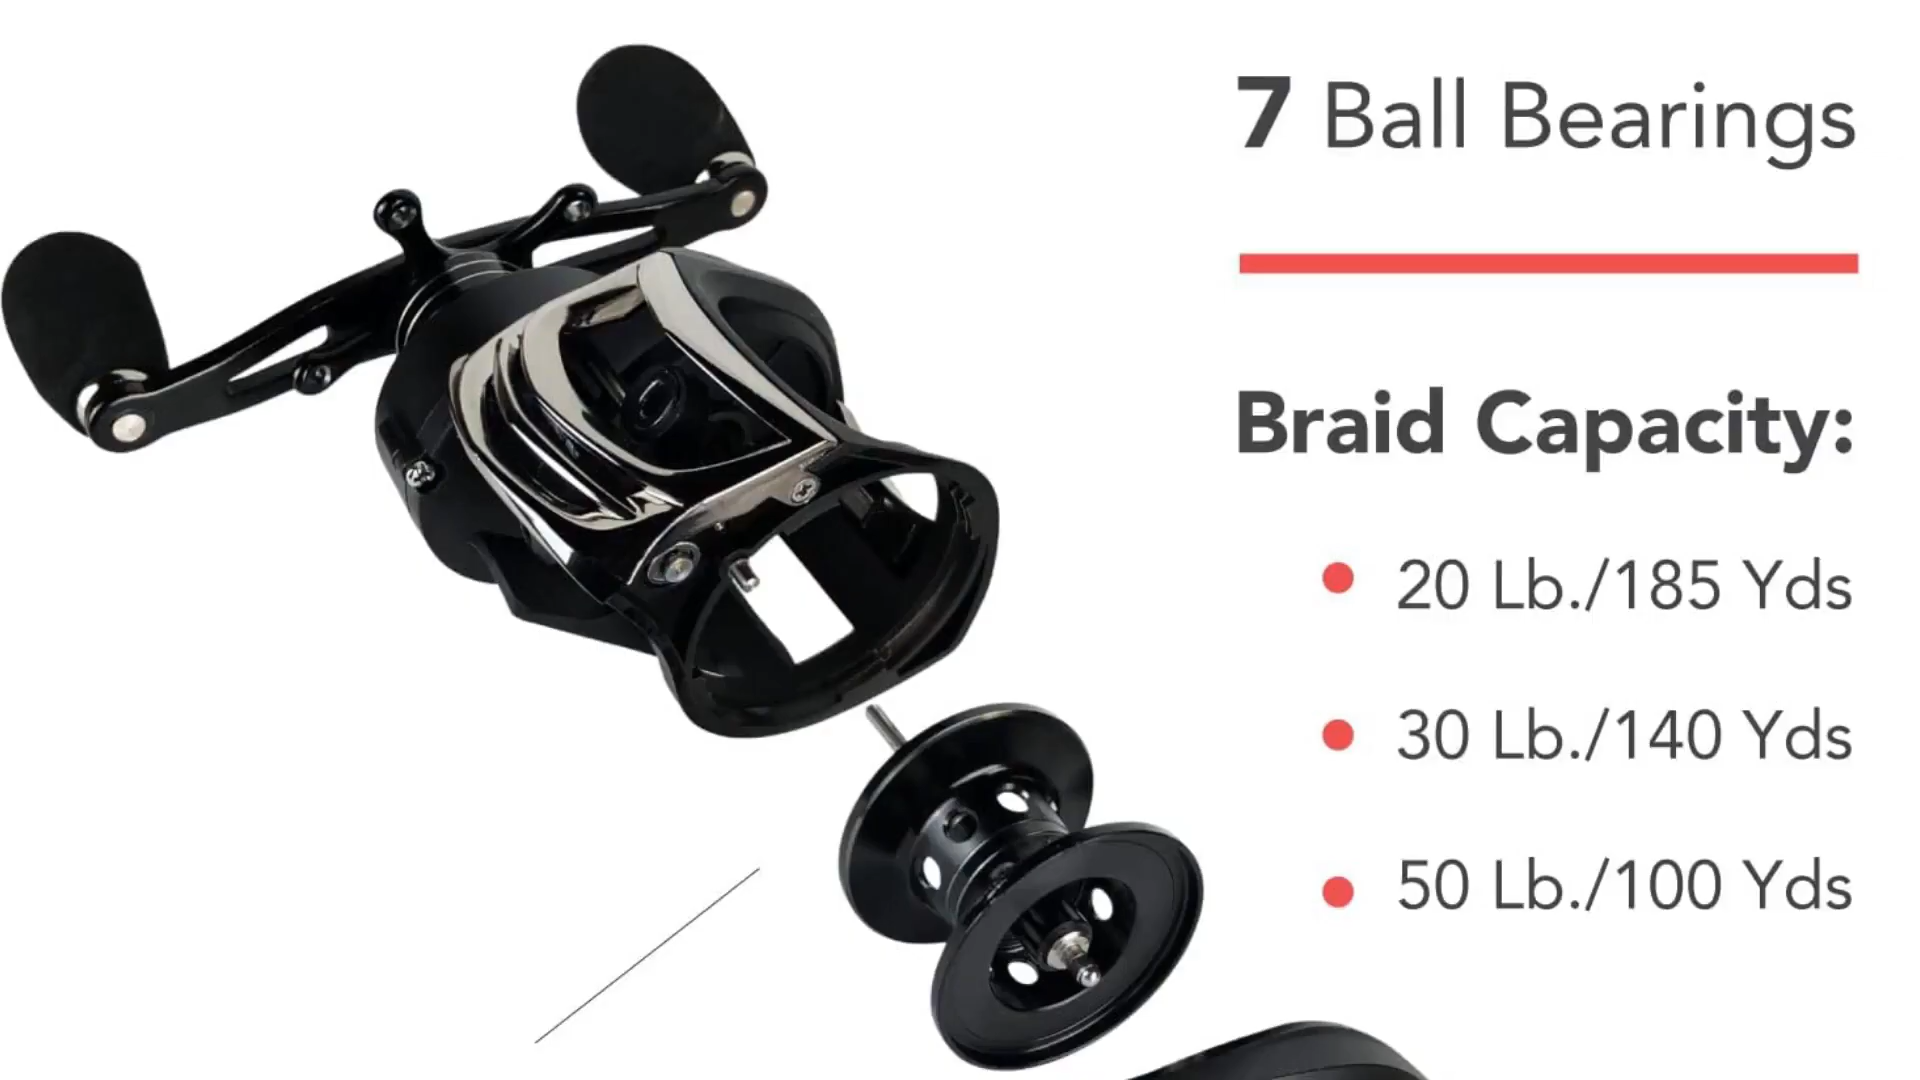 7 Ball Bearings
Braid Capacity:
20 Lb./185 Yds
30 Lb./140 Yds
50 Lb./100 Yds